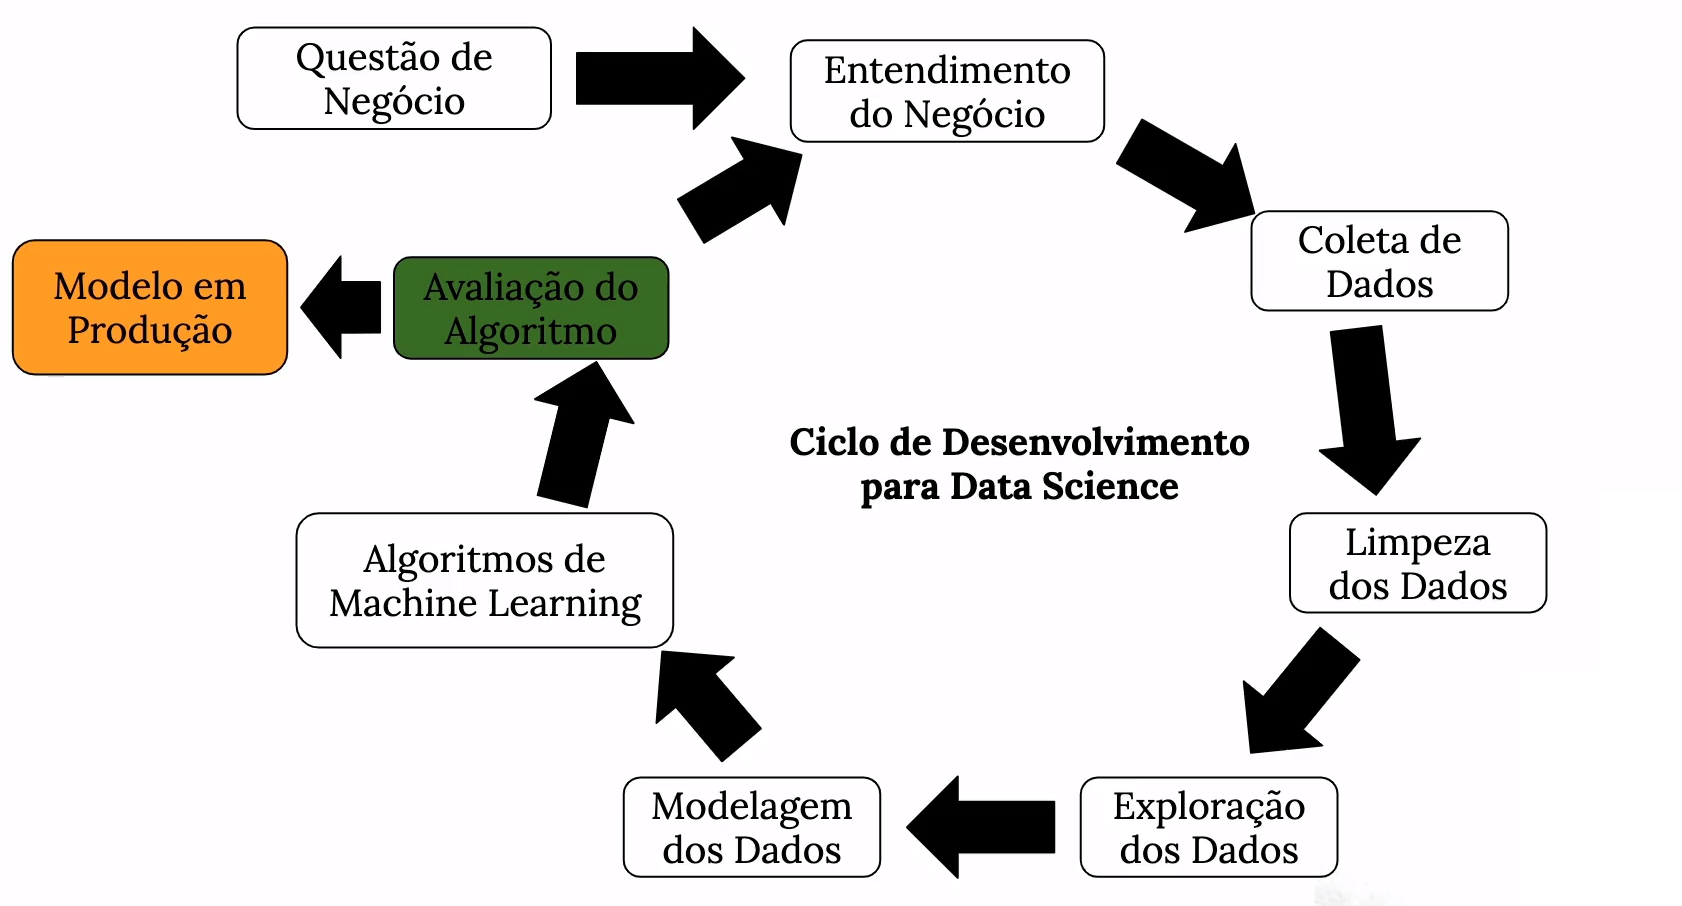 Questão de
Negócio
Entendimento
do Negócio
Coleta de
Dados
Modelo em
Produção
Avaliação do
Algoritmo
Ciclo de Desenvolvimento
para Data Science
Limpeza
dos Dados
Algoritmos de
Machine Learning
Modelagem
dos Dados
Exploração
dos Dados